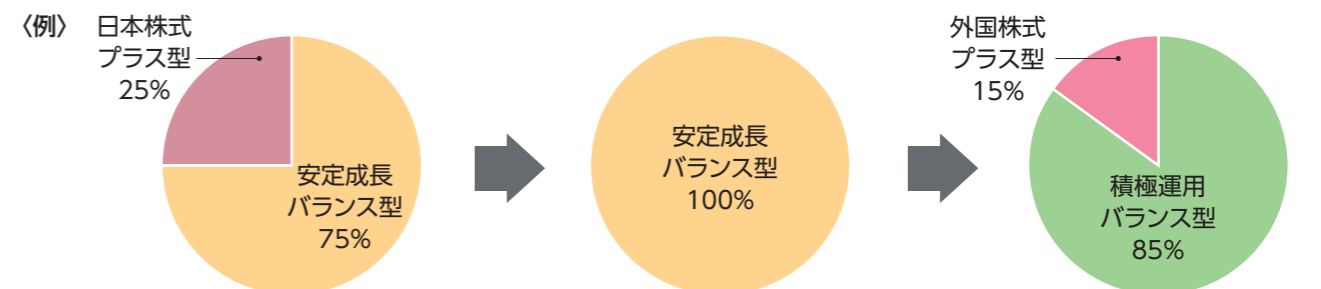 〈例〉
日本株式
プラス型
25%
安定成長
バランス型
75%
安定成長
バランス型
100%
外国株式
プラス型
15%
積極運用
バランス型
85%